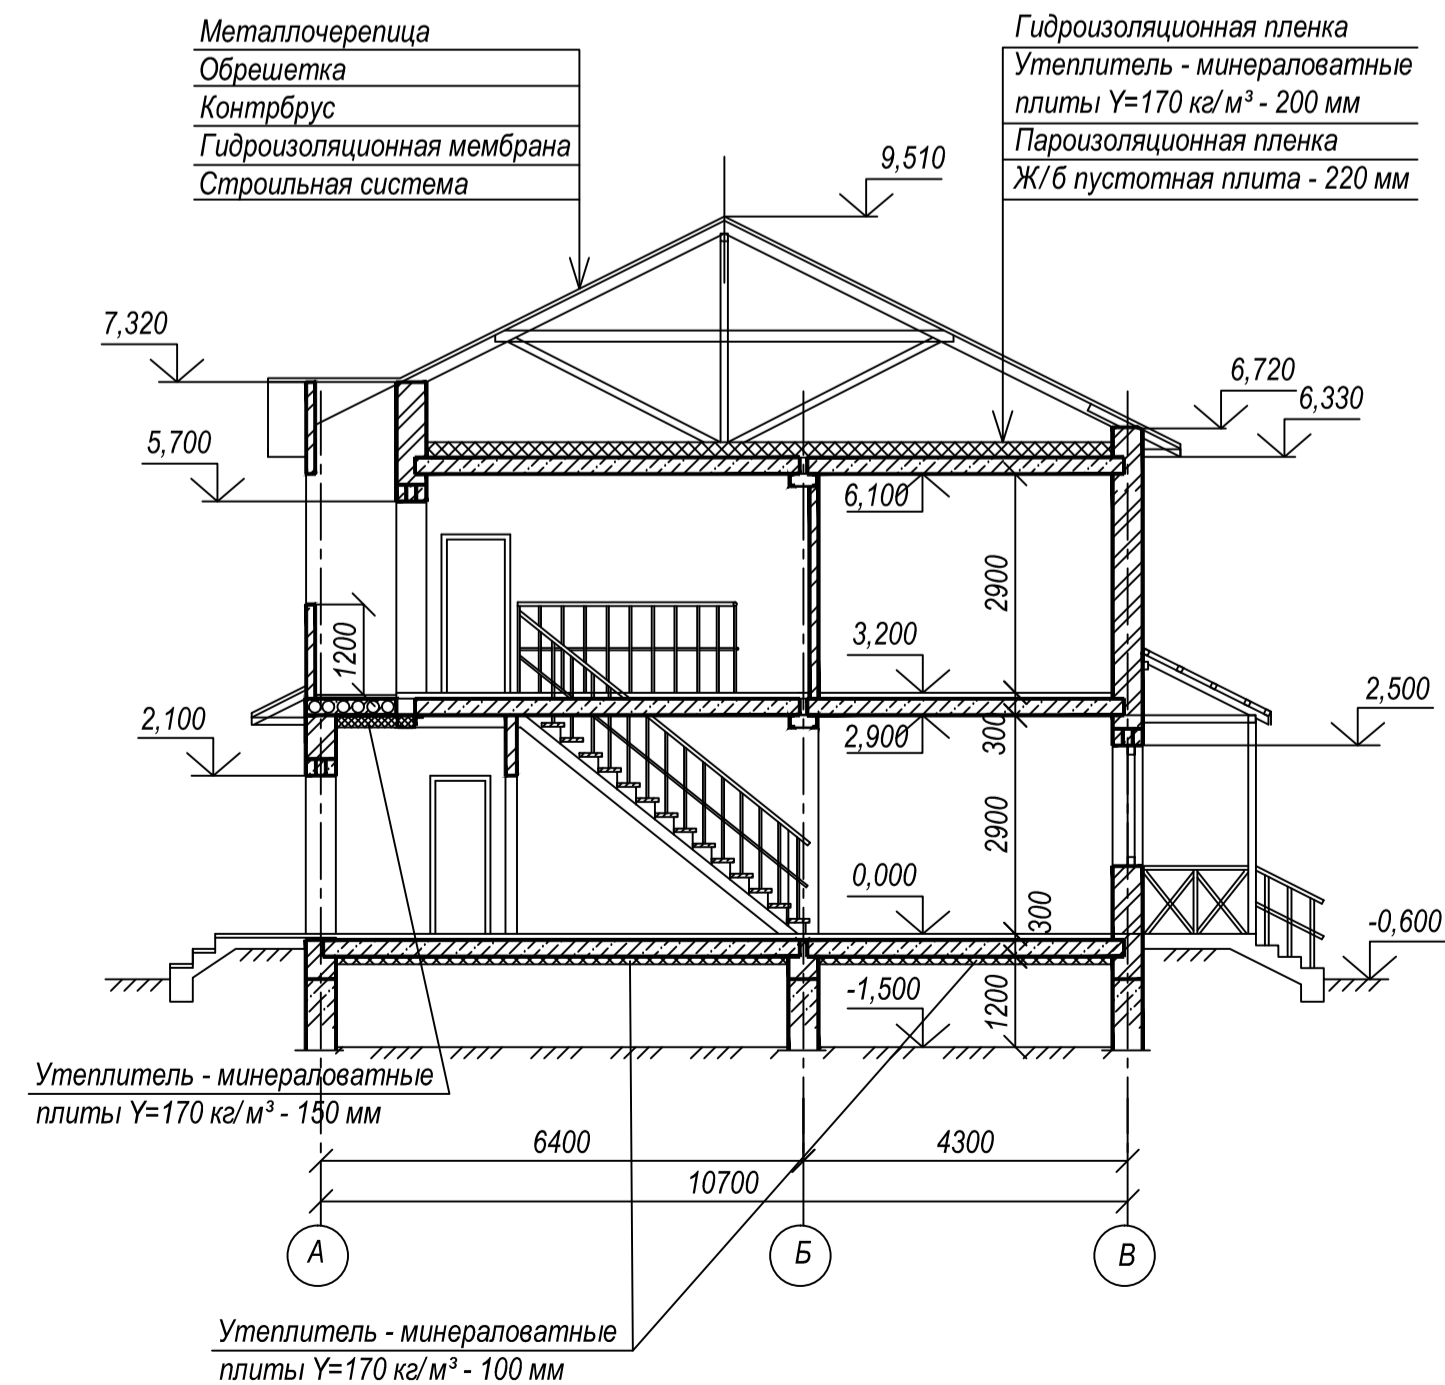 Металлочерепица
Обрешетка
Контрбрус
Гидроизоляционная мембрана
Строильная система
Гидроизоляционная пленка
Утеплитель - минераловатные
плиты Y=170 кг/м³ - 200 мм
Пароизоляционная пленка
Ж/б пустотная плита - 220 мм
9,510
7,320
6,720
6,330
5,700
6,100
2900
1200
3,200
2,500
2,100
2,900
300
2900
0,000
300
-0,600
-1,500
1200
Утеплитель - минераловатные
плиты Y=170 кг/м³ - 150 мм
6400
4300
10700
А
Б
В
Утеплитель - минераловатные
плиты Y=170 кг/м³ - 100 мм